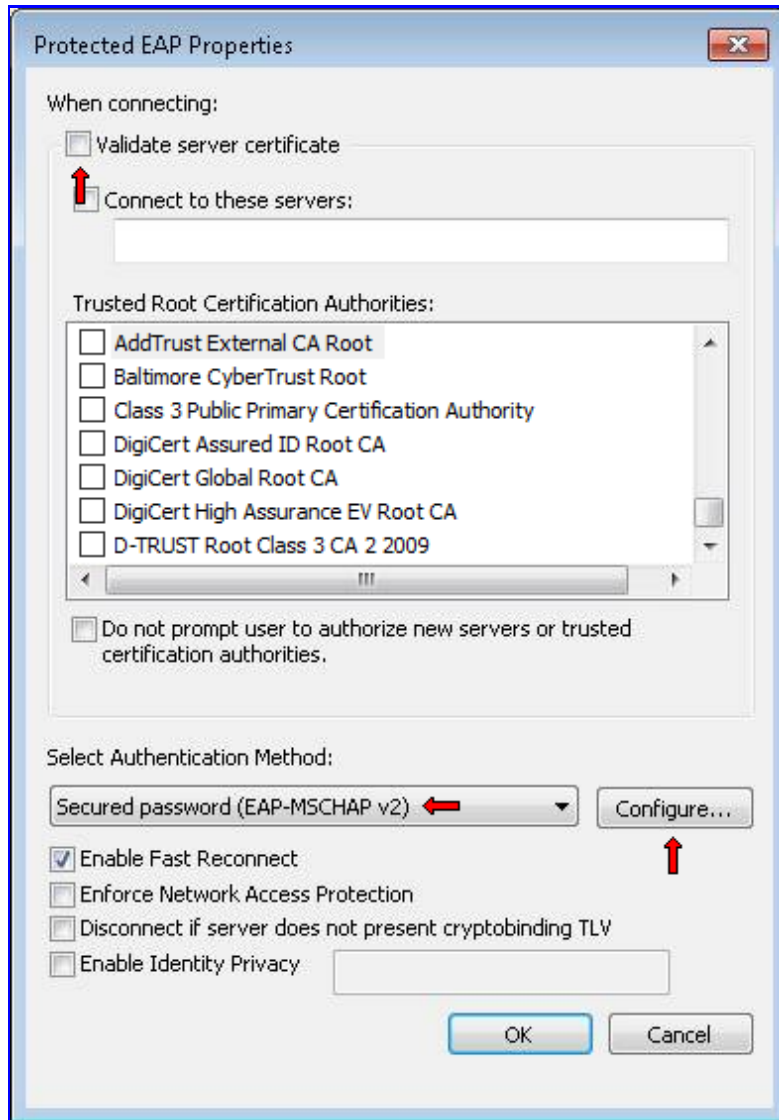 Protected EAP Properties
When connecting:
Validate server certificate
Connect to these servers:
Trusted Root Certification Authorities:
AddTrust External CA Root
Baltimore CyberTrust Root
Class 3 Public Primary Certification Authority
DigiCert Assured ID Root CA
DigiCert Global Root CA
DigiCert High Assurance EV Root CA
D-TRUST Root Class 3 CA 2 2009
Do not prompt user to authorize new servers or trusted
certification authorities.
Select Authentication Method:
Secured password (EAP-MSCHAP v2) Configure...
Enable Fast Reconnect
Enforce Network Access Protection
Disconnect if server does not present cryptobinding TLV
Enable Identity Privacy
OK Cancel